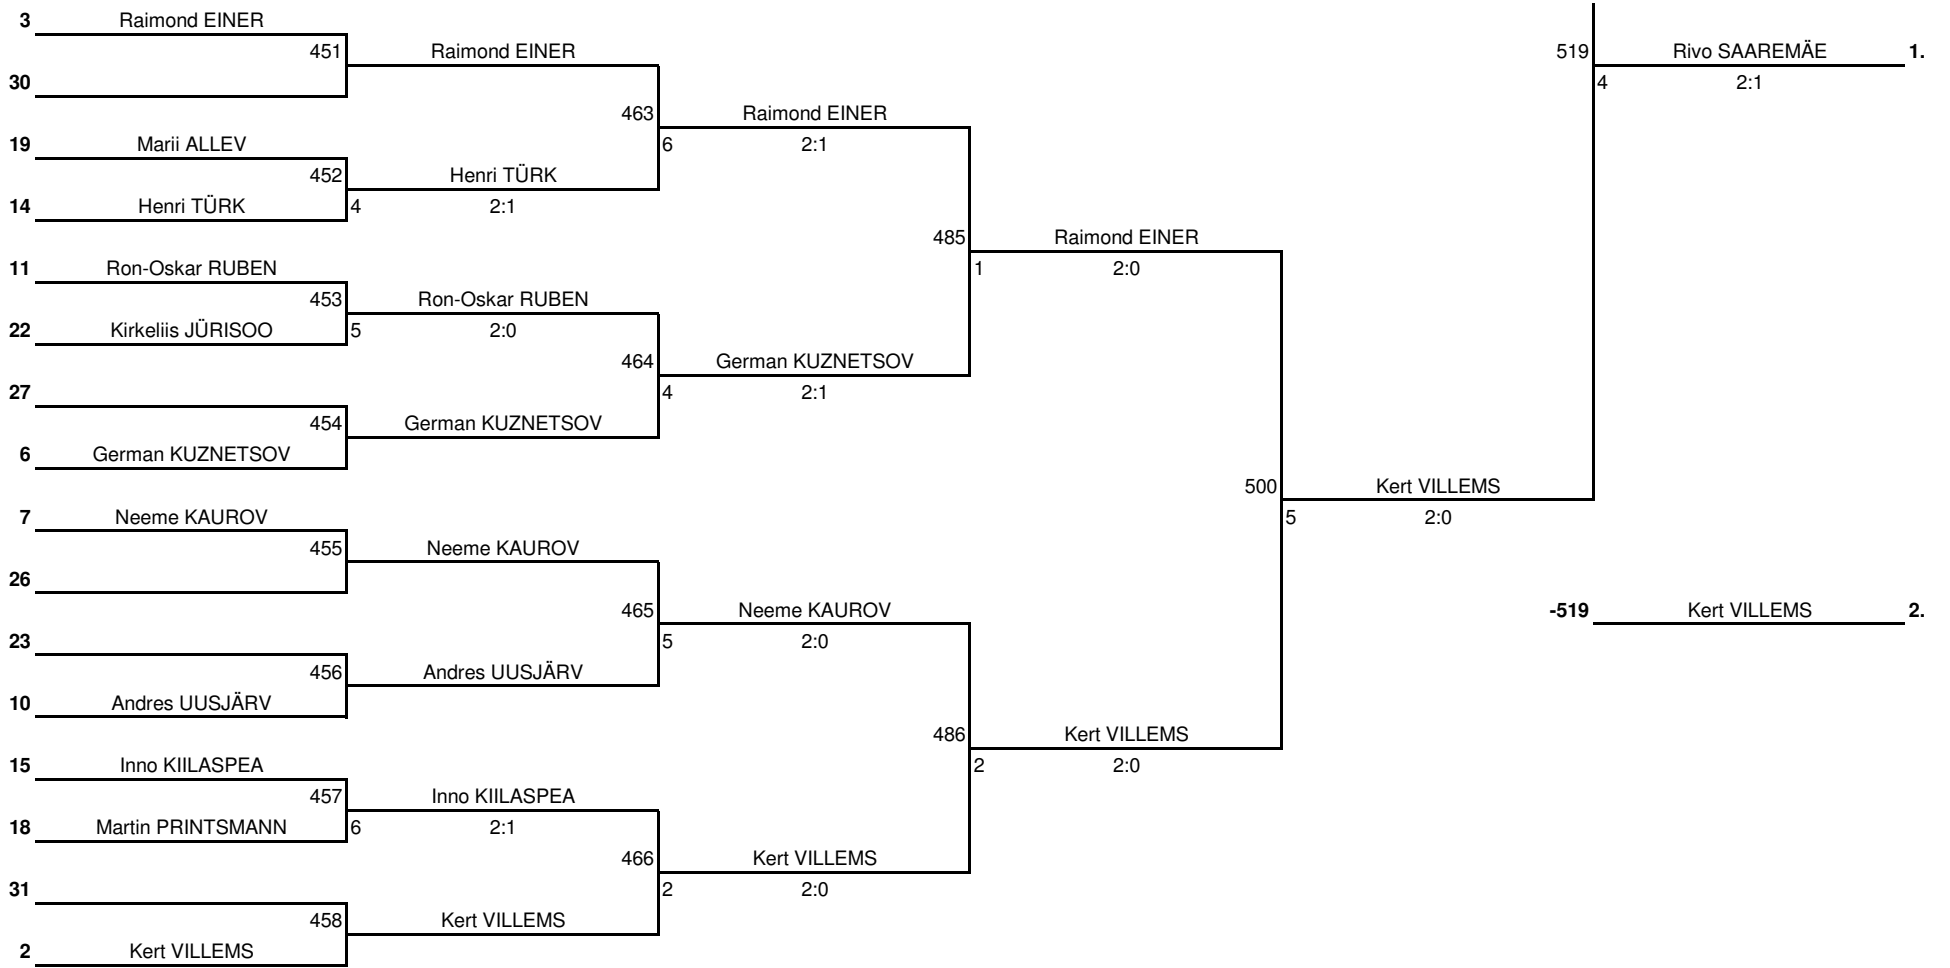 3 Raimond EINER
451 Raimond EINER 519 Rivo SAAREMÄE 1.
30 4 2:1
463 Raimond EINER
19 Marii ALLEV 6 2:1
452 Henri TÜRK
14 Henri TÜRK 4 2:1
485 Raimond EINER
11 Ron-Oskar RUBEN 1 2:0
453 Ron-Oskar RUBEN
22 Kirkeliis JÜRISOO 5 2:0
464 German KUZNETSOV
27 4 2:1
454 German KUZNETSOV
6 German KUZNETSOV
500 Kert VILLEMS
7 Neeme KAUROV 5 2:0
455 Neeme KAUROV
26
465 Neeme KAUROV -519 Kert VILLEMS 2.
23 5 2:0
456 Andres UUSJÄRV
10 Andres UUSJÄRV
486 Kert VILLEMS
15 Inno KIILASPEA 2 2:0
457 Inno KIILASPEA
18 Martin PRINTSMANN 6 2:1
466 Kert VILLEMS
31 2 2:0
458 Kert VILLEMS
2 Kert VILLEMS